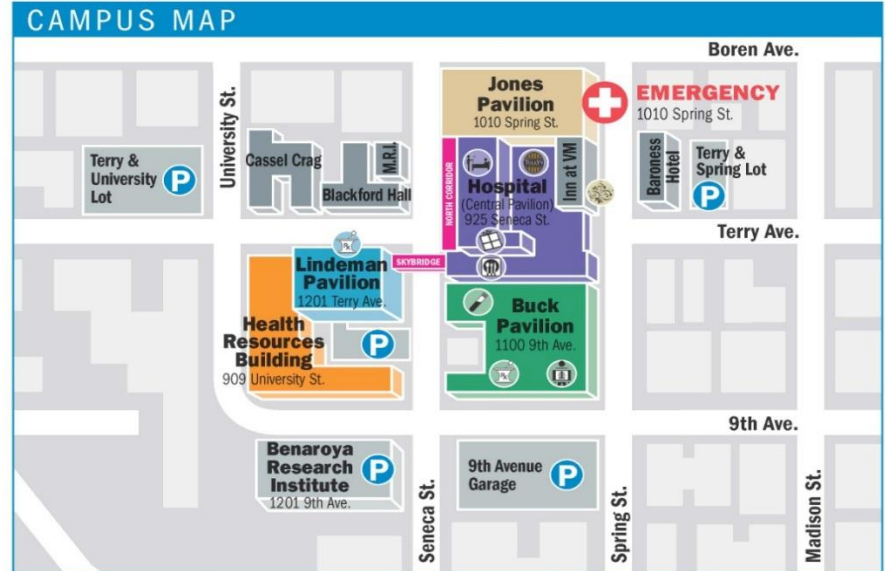 CAMPUS MAP
Boren Ave.
Jones
Pavilion
1010 Spring St.
EMERGENCY
1010 Spring St.
University St.
Terry &
University
Lot
P
Cassel Crag
M.R.I.
Blackford Hall
NORTH CORRIDOR
Hospital
(Central Pavilion)
925 Seneca St.
Inn at VM
Baroness
Hotel
Terry &
Spring Lot
P
Terry Ave.
SKYBRIDGE
Lindeman
Pavilion
1201 Terry Ave.
Health
Resources
Building
909 University St.
P
Buck
Pavilion
1100 9th Ave.
9th Ave.
Benaroya
Research
Institute
1201 9th Ave.
P
Seneca St.
9th Avenue
Garage
P
Spring St.
Madison St.